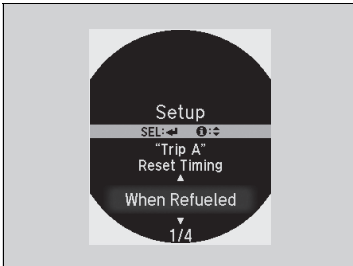 Setup
SEL:↵ ℹ:⬍
“Trip A”
Reset Timing
▲
When Refueled
▼
1/4